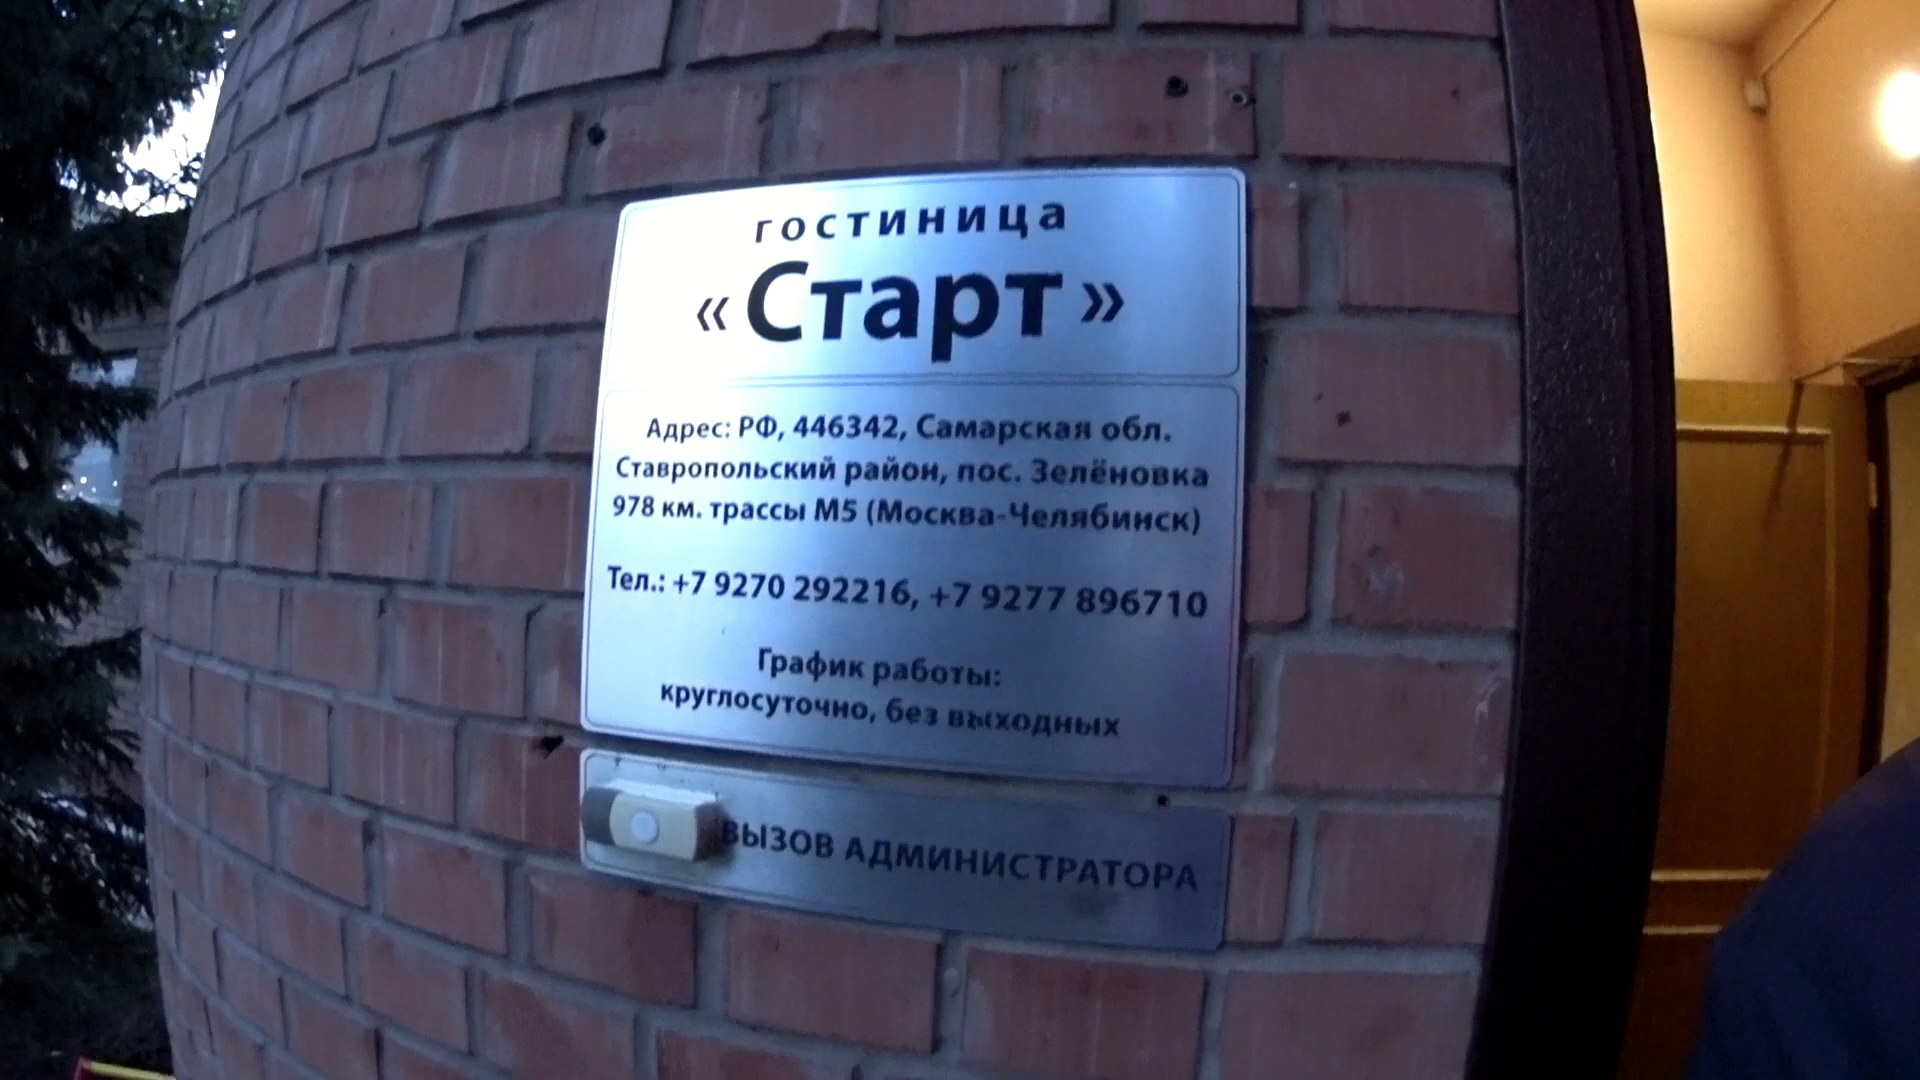 гостиница
«Старт»
Адрес: РФ, 446342, Самарская обл.
Ставропольский район, пос. Зелёновка
978 км. трассы М5 (Москва-Челябинск)
Тел.: +7 9270 292216, +7 9277 896710
График работы:
круглосуточно, без выходных
ВЫЗОВ АДМИНИСТРАТОРА